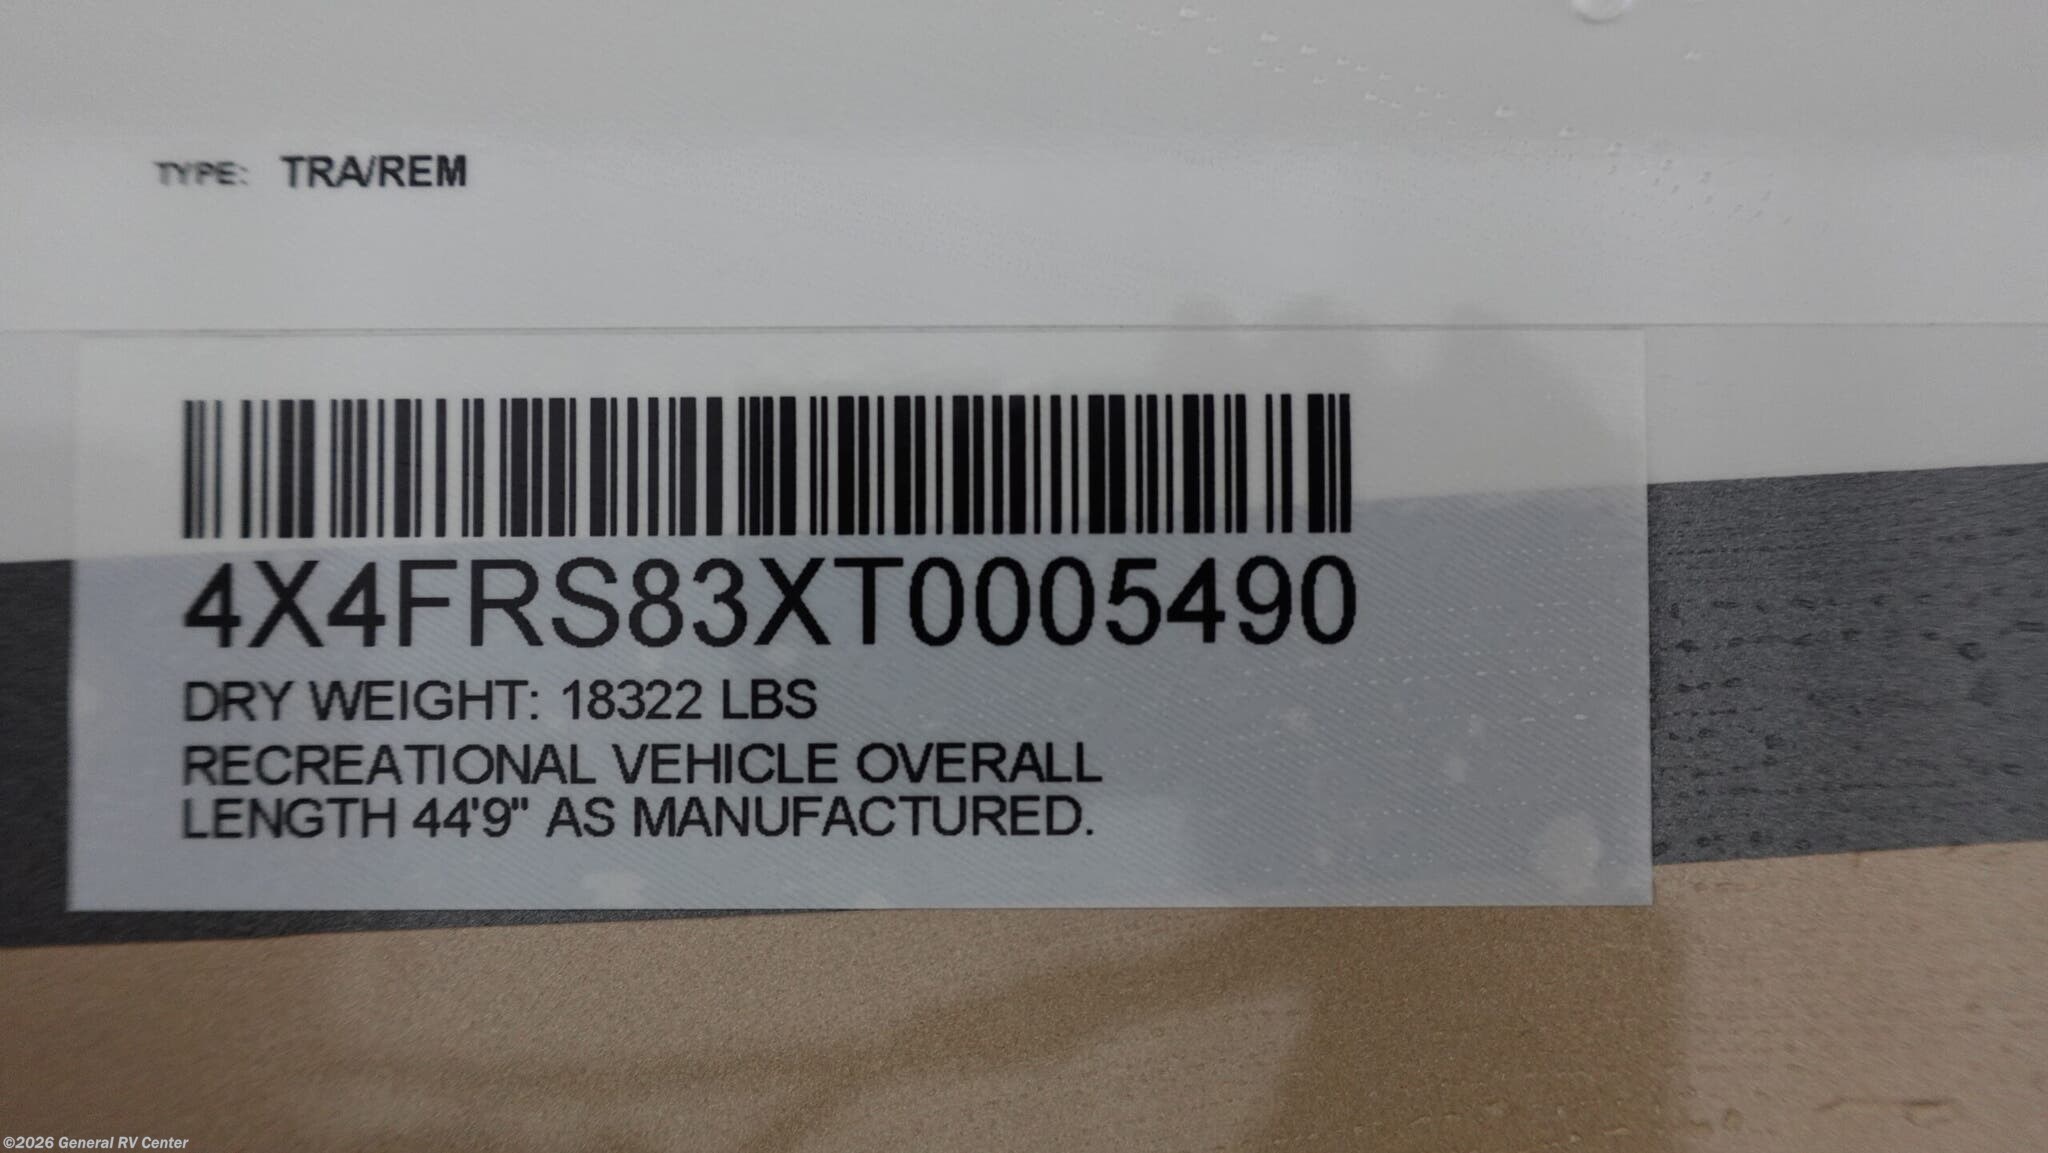 TYPE: TRA/REM
4X4FRS83XT0005490
DRY WEIGHT: 18322 LBS
RECREATIONAL VEHICLE OVERALL
LENGTH 44'9" AS MANUFACTURED.
©2026 General RV Center